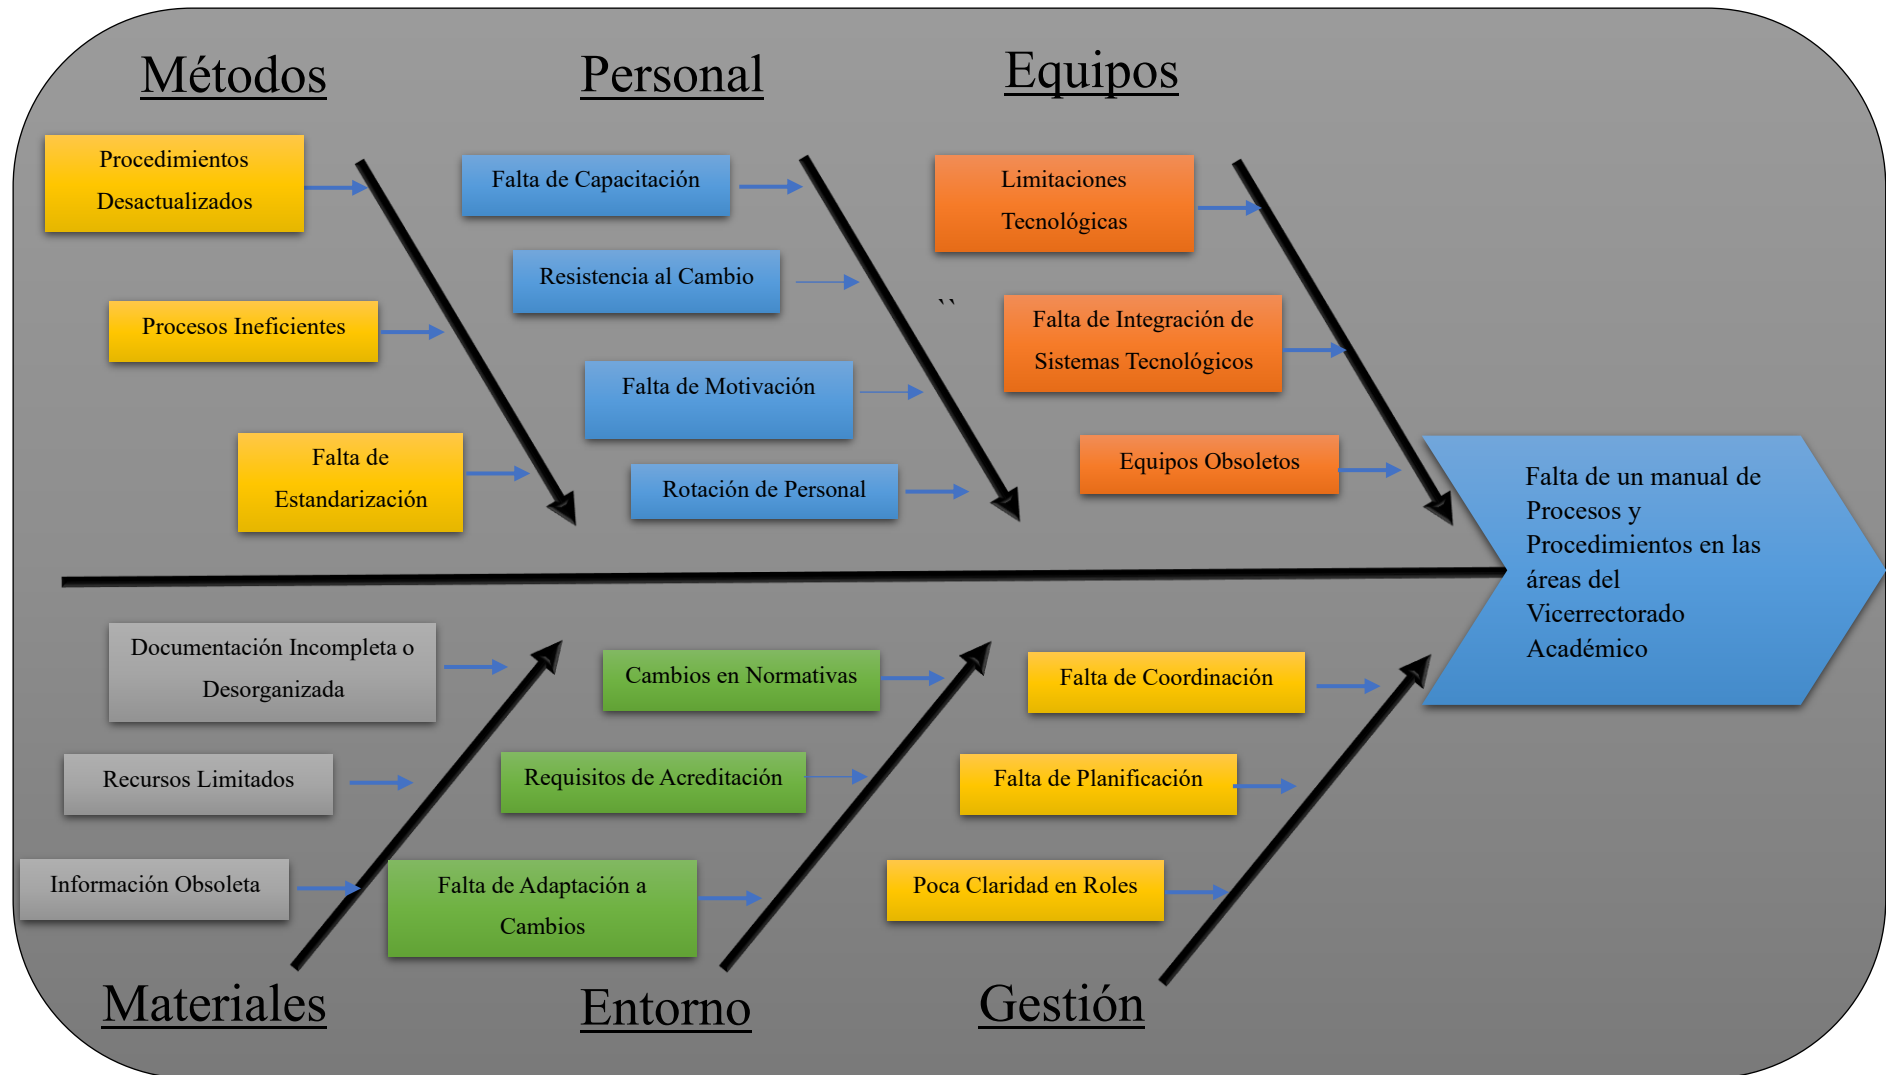 Métodos
Personal
Equipos
Procedimientos
Desactualizados
Procesos Ineficientes
Falta de
Estandarización
Falta de Capacitación
Resistencia al Cambio
Falta de Motivación
Rotación de Personal
Limitaciones
Tecnológicas
``
Falta de Integración de
Sistemas Tecnológicos
Equipos Obsoletos
Falta de un manual de
Procesos y
Procedimientos en las
áreas del
Vicerrectorado
Académico
Documentación Incompleta o
Desorganizada
Recursos Limitados
Información Obsoleta
Cambios en Normativas
Requisitos de Acreditación
Falta de Adaptación a
Cambios
Falta de Coordinación
Falta de Planificación
Poca Claridad en Roles
Materiales
Entorno
Gestión